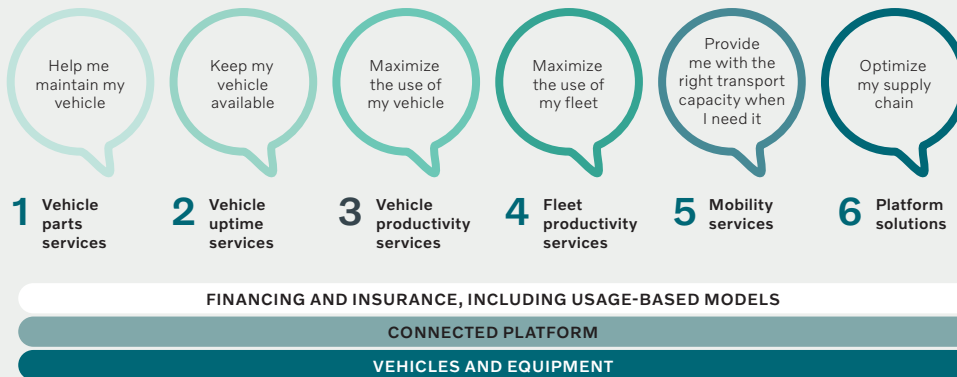 Help me
maintain my
vehicle
Keep my
vehicle
available
Maximize
the use of
my vehicle
Maximize
the use of
my fleet
Provide
me with the
right transport
capacity when
I need it
Optimize
my supply
chain
1 Vehicle
parts
services
2 Vehicle
uptime
services
3 Vehicle
productivity
services
4 Fleet
productivity
services
5 Mobility
services
6 Platform
solutions
FINANCING AND INSURANCE, INCLUDING USAGE-BASED MODELS
CONNECTED PLATFORM
VEHICLES AND EQUIPMENT